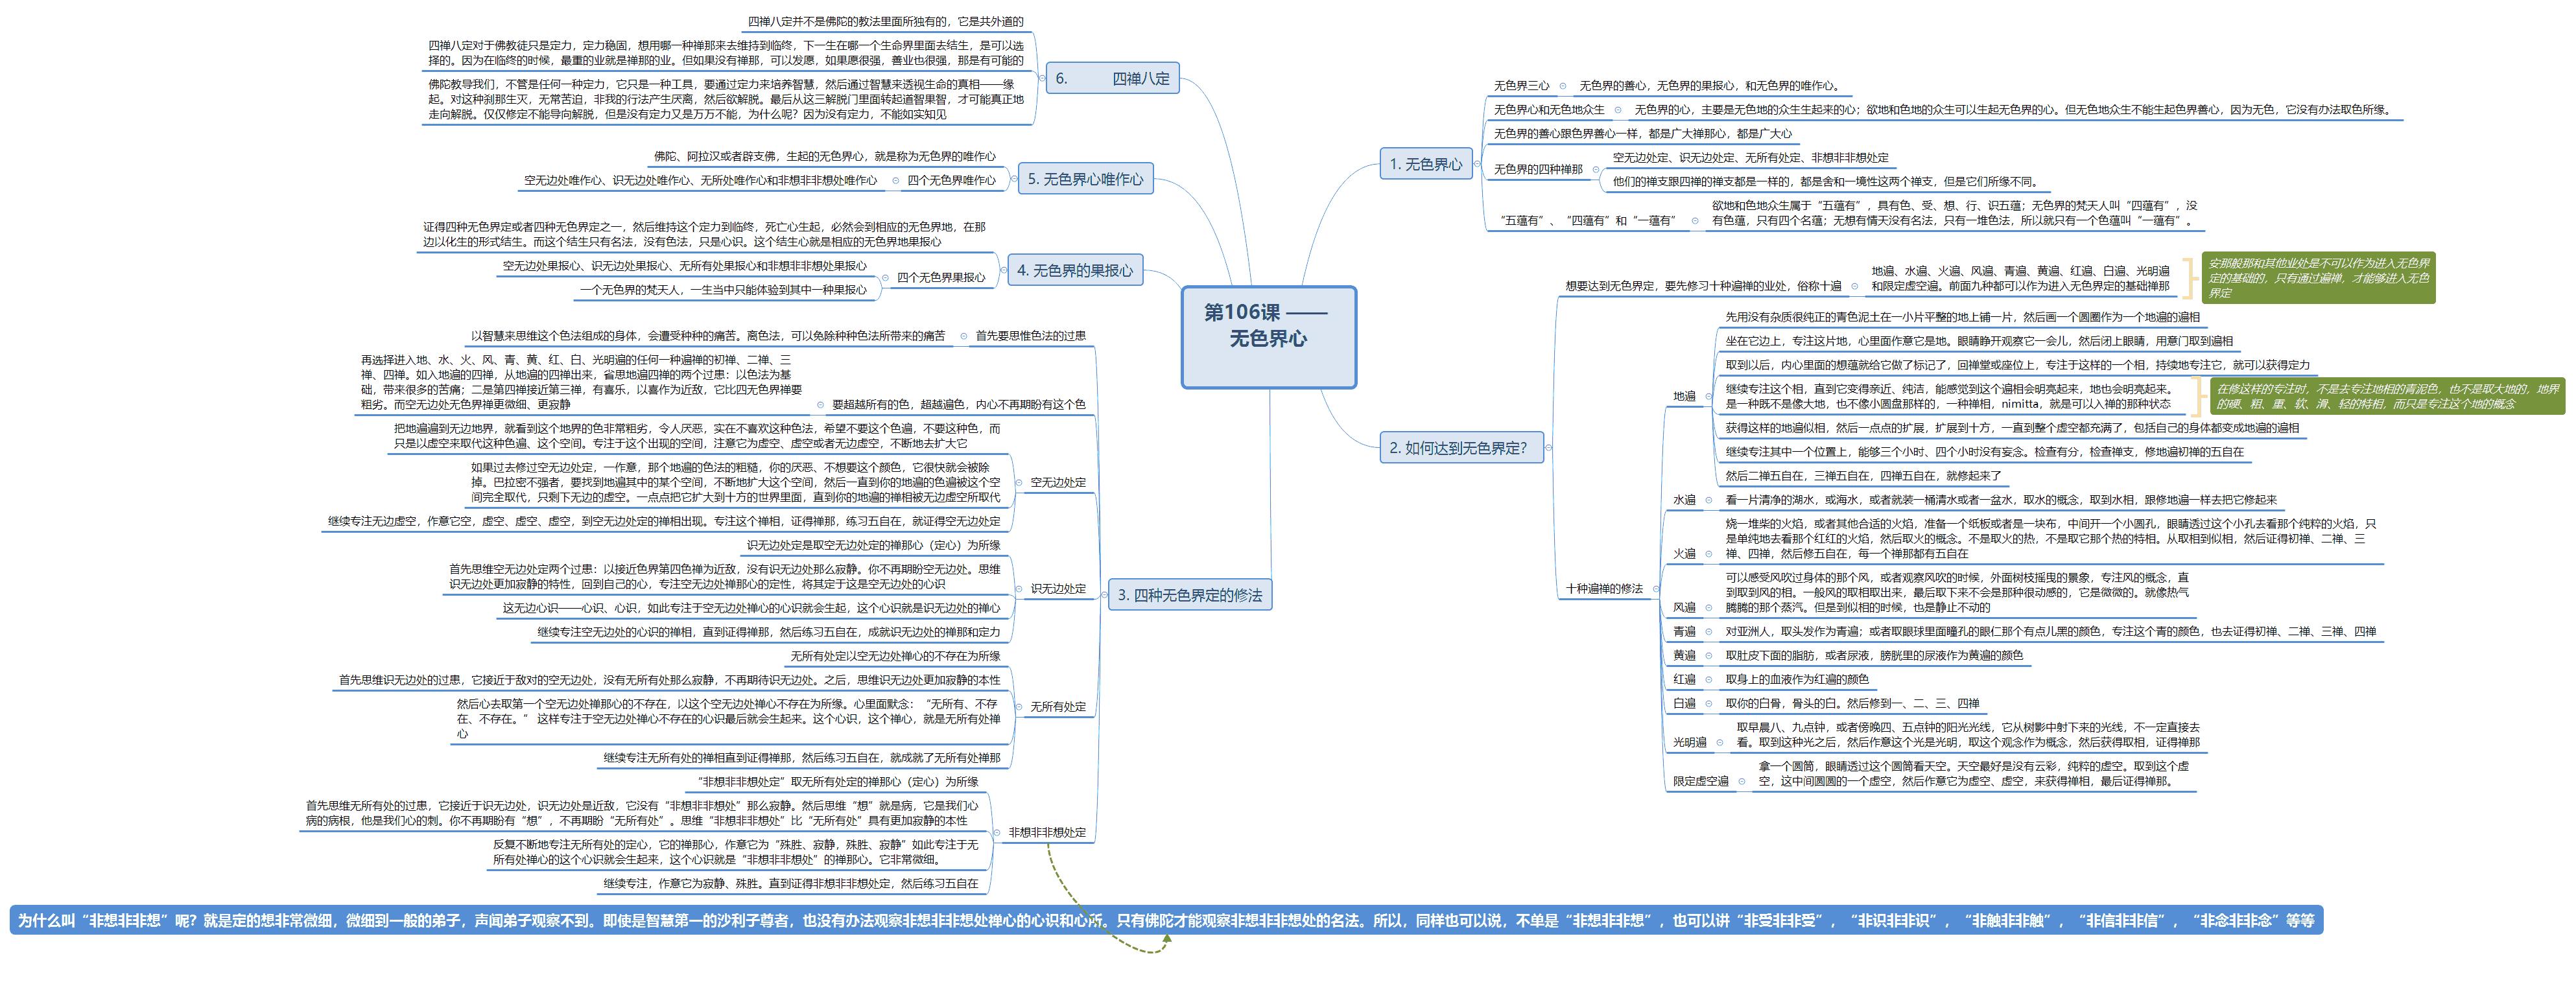 第106课 ——
无色界心
1. 无色界心
无色界三心
无色界的善心，无色界的果报心，和无色界的唯作心。
无色界心和无色地众生
无色界的心，主要是无色地的众生生起来的心；欲地和色地的众生可以生起无色界的心。但无色地众生不能生起色界善心，因为无色，它没有办法取色所缘。
无色界的善心跟色界善心一样，都是广大禅那心，都是广大心
无色界的四种禅那
空无边处定、识无边处定、无所有处定、非想非非想处定
他们的禅支跟四禅的禅支都是一样的，都是舍和一境性这两个禅支，但是它们所缘不同。
“五蕴有”、“四蕴有”和“一蕴有”
欲地和色地众生属于“五蕴有”，具有色、受、想、行、识五蕴；无色界的梵天人叫“四蕴有”，没
有色蕴，只有四个名蕴；无想有情天没有名法，只有一堆色法，所以就只有一个色蕴叫“一蕴有”。
2. 如何达到无色界定？
想要达到无色界定，要先修习十种遍禅的业处，俗称十遍
地遍、水遍、火遍、风遍、青遍、黄遍、红遍、白遍、光明遍
和限定虚空遍。前面九种都可以作为进入无色界定的基础禅那
安那般那和其他业处是不可以作为进入无色界
定的基础的，只有通过遍禅，才能够进入无色
界定
十种遍禅的修法
地遍
先用没有杂质很纯正的青色泥土在一小片平整的地上铺一片，然后画一个圆圈作为一个地遍的遍相
坐在它边上，专注这片地，心里面作意它是地。眼睛睁开观察它一会儿，然后闭上眼睛，用意门取到遍相
取到以后，内心里面的想蕴就给它做了标记了，回禅堂或座位上，专注于这样的一个相，持续地专注它，就可以获得定力
继续专注这个相，直到它变得亲近、纯洁，能感觉到这个遍相会明亮起来，地也会明亮起来。
是一种既不是像大地，也不像小圆盘那样的，一种禅相，nimitta，就是可以入禅的那种状态
在修这样的专注时，不是去专注地相的青泥色，也不是取大地的，地界
的硬、粗、重、软、滑、轻的特相，而只是专注这个地的概念
获得这样的地遍似相，然后一点点的扩展，扩展到十方，一直到整个虚空都充满了，包括自己的身体都变成地遍的遍相
继续专注其中一个位置上，能够三个小时、四个小时没有妄念。检查有分，检查禅支，修地遍初禅的五自在
然后二禅五自在，三禅五自在，四禅五自在，就修起来了
水遍
看一片清净的湖水，或海水，或者就装一桶清水或者一盆水，取水的概念，取到水相，跟修地遍一样去把它修起来
火遍
烧一堆柴的火焰，或者其他合适的火焰，准备一个纸板或者是一块布，中间开一个小圆孔，眼睛透过这个小孔去看那个纯粹的火焰，只
是单纯地去看那个红红的火焰，然后取火的概念。不是取火的热，不是取它那个热的特相。从取相到似相，然后证得初禅、二禅、三
禅、四禅，然后修五自在，每一个禅那都有五自在
风遍
可以感受风吹过身体的那个风，或者观察风吹的时候，外面树枝摇曳的景象，专注风的概念，直
到取到风的相。一般风的取相取出来，最后取下来不会是那种很动感的，它是微微的。就像热气
腾腾的那个蒸汽。但是到似相的时候，也是静止不动的
青遍
对亚洲人，取头发作为青遍；或者取眼球里面瞳孔的眼仁那个有点儿黑的颜色，专注这个青的颜色，也去证得初禅、二禅、三禅、四禅
黄遍
取肚皮下面的脂肪，或者尿液，膀胱里的尿液作为黄遍的颜色
红遍
取身上的血液作为红遍的颜色
白遍
取你的白骨，骨头的白。然后修到一、二、三、四禅
光明遍
取早晨八、九点钟，或者傍晚四、五点钟的阳光光线，它从树影中射下来的光线，不一定直接去
看。取到这种光之后，然后作意这个光是光明，取这个观念作为概念，然后获得取相，证得禅那
限定虚空遍
拿一个圆筒，眼睛透过这个圆筒看天空。天空最好是没有云彩，纯粹的虚空。取到这个虚
空，这中间圆圆的一个虚空，然后作意它为虚空、虚空，来获得禅相，最后证得禅那。
3. 四种无色界定的修法
首先要思惟色法的过患
以智慧来思维这个色法组成的身体，会遭受种种的痛苦。离色法，可以免除种种色法所带来的痛苦
要超越所有的色，超越遍色，内心不再期盼有这个色
再选择进入地、水、火、风、青、黄、红、白、光明遍的任何一种遍禅的初禅、二禅、三
禅、四禅。如入地遍的四禅，从地遍的四禅出来，省思地遍四禅的两个过患：以色法为基
础，带来很多的苦痛；二是第四禅接近第三禅，有喜乐，以喜作为近敌，它比四无色界禅要
粗劣。而空无边处无色界禅更微细、更寂静
空无边处定
把地遍遍到无边地界，就看到这个地界的色非常粗劣，令人厌恶，实在不喜欢这种色法，希望不要这个色遍，不要这种色，而
只是以虚空来取代这种色遍、这个空间。专注于这个出现的空间，注意它为虚空、虚空或者无边虚空，不断地去扩大它
如果过去修过空无边处定，一作意，那个地遍的色法的粗糙，你的厌恶、不想要这个颜色，它很快就会被除
掉。巴拉密不强者，要找到地遍其中的某个空间，不断地扩大这个空间，然后一直到你的地遍的色遍被这个空
间完全取代，只剩下无边的虚空。一点点把它扩大到十方的世界里面，直到你的地遍的禅相被无边虚空所取代
继续专注无边虚空，作意它空，虚空、虚空、虚空，到空无边处定的禅相出现。专注这个禅相，证得禅那，练习五自在，就证得空无边处定
识无边处定
识无边处定是取空无边处定的禅那心（定心）为所缘
首先思维空无边处定两个过患：以接近色界第四色禅为近敌，没有识无边处那么寂静。你不再期盼空无边处。思维
识无边处更加寂静的特性，回到自己的心，专注空无边处禅那心的定性，将其定于这是空无边处的心识
这无边心识——心识、心识，如此专注于空无边处禅心的心识就会生起，这个心识就是识无边处的禅心
继续专注空无边处的心识的禅相，直到证得禅那，然后练习五自在，成就识无边处的禅那和定力
无所有处定
无所有处定以空无边处禅心的不存在为所缘
首先思维识无边处的过患，它接近于敌对的空无边处，没有无所有处那么寂静，不再期待识无边处。之后，思维识无边处更加寂静的本性
然后心去取第一个空无边处禅那心的不存在，以这个空无边处禅心不存在为所缘。心里面默念：“无所有、不存
在、不存在。” 这样专注于空无边处禅心不存在的心识最后就会生起来。这个心识，这个禅心，就是无所有处禅
心
继续专注无所有处的禅相直到证得禅那，然后练习五自在，就成就了无所有处禅那
非想非非想处定
“非想非非想处定”取无所有处定的禅那心（定心）为所缘
首先思维无所有处的过患，它接近于识无边处，识无边处是近敌，它没有“非想非非想处”那么寂静。然后思维“想”就是病，它是我们心
病的病根，他是我们心的刺。你不再期盼有“想”，不再期盼“无所有处”。思维“非想非非想处”比“无所有处”具有更加寂静的本性
反复不断地专注无所有处的定心，它的禅那心，作意它为“殊胜、寂静，殊胜、寂静”如此专注于无
所有处禅心的这个心识就会生起来，这个心识就是“非想非非想处”的禅那心。它非常微细。
继续专注，作意它为寂静、殊胜。直到证得非想非非想处定，然后练习五自在
4. 无色界的果报心
证得四种无色界定或者四种无色界定之一，然后维持这个定力到临终，死亡心生起，必然会到相应的无色界地，在那
边以化生的形式结生。而这个结生只有名法，没有色法，只是心识。这个结生心就是相应的无色界地果报心
四个无色界果报心
空无边处果报心、识无边处果报心、无所有处果报心和非想非非想处果报心
一个无色界的梵天人，一生当中只能体验到其中一种果报心
5. 无色界心唯作心
佛陀、阿拉汉或者辟支佛，生起的无色界心，就是称为无色界的唯作心
四个无色界唯作心
空无边处唯作心、识无边处唯作心、无所处唯作心和非想非非想处唯作心
6. 四禅八定
四禅八定并不是佛陀的教法里面所独有的，它是共外道的
四禅八定对于佛教徒只是定力，定力稳固，想用哪一种禅那来去维持到临终，下一生在哪一个生命界里面去结生，是可以选
择的。因为在临终的时候，最重的业就是禅那的业。但如果没有禅那，可以发愿，如果愿很强，善业也很强，那是有可能的
佛陀教导我们，不管是任何一种定力，它只是一种工具，要通过定力来培养智慧，然后通过智慧来透视生命的真相——缘
起。对这种刹那生灭，无常苦迫，非我的行法产生厌离，然后欲解脱。最后从这三解脱门里面转起道智果智，才可能真正地
走向解脱。仅仅修定不能导向解脱，但是没有定力又是万万不能，为什么呢？因为没有定力，不能如实知见
为什么叫“非想非非想”呢？就是定的想非常微细，微细到一般的弟子，声闻弟子观察不到。即使是智慧第一的沙利子尊者，也没有办法观察非想非非想处禅心的心识和心所。只有佛陀才能观察非想非非想处的名法。所以，同样也可以说，不单是“非想非非想”，也可以讲“非受非非受”，“非识非非识”，“非触非非触”，“非信非非信”，“非念非非念”等等